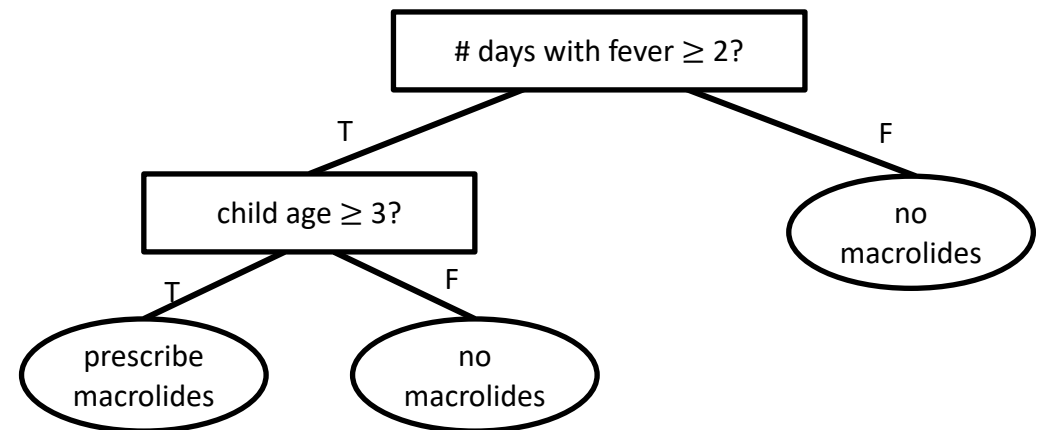 # days with fever ≥ 2?
T
F
child age ≥ 3?
no
macrolides
T
F
prescribe
macrolides
no
macrolides